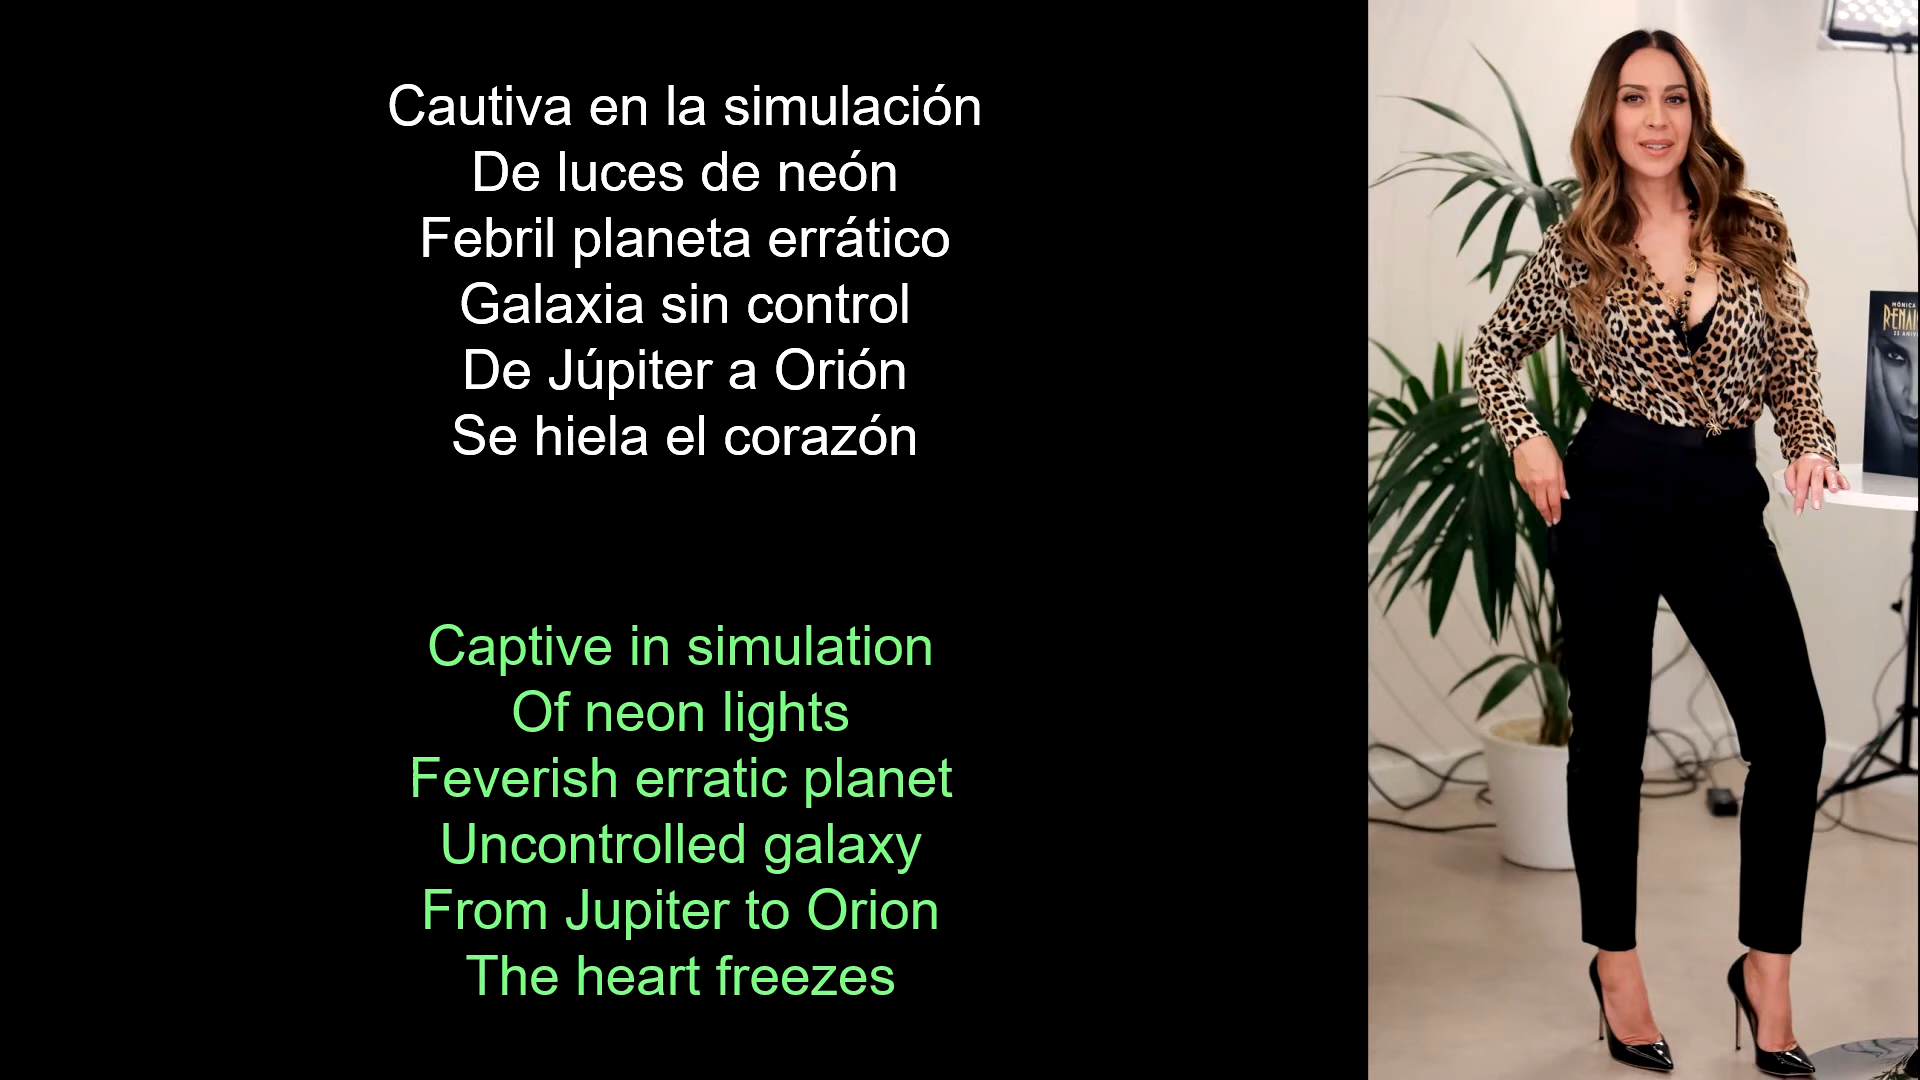 Cautiva en la simulación
De luces de neón
Febril planeta errático
Galaxia sin control
De Júpiter a Orión
Se hiela el corazón
Captive in simulation
Of neon lights
Feverish erratic planet
Uncontrolled galaxy
From Jupiter to Orion
The heart freezes
MÓNICA